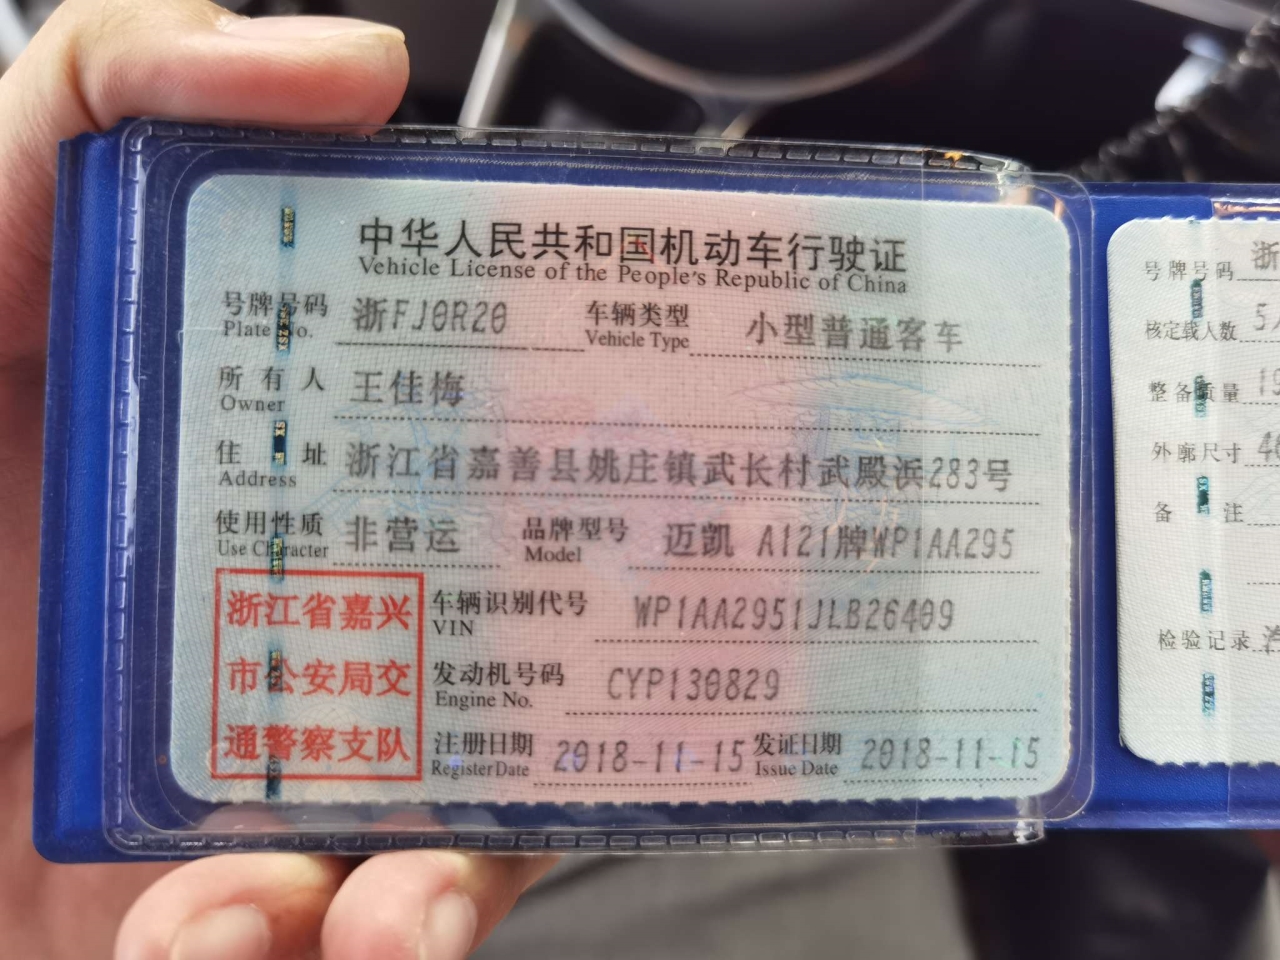 中华人民共和国机动车行驶证
Vehicle License of the People's Republic of China
号牌号码 浙FJ0R20 车辆类型 小型普通客车
Plate No. Vehicle Type
所有人 王佳梅
Owner
住址 浙江省嘉善县姚庄镇武长村武殿浜283号
Address
使用性质 非营运 品牌型号 迈凯 A121牌WP1AA295
Use Character Model
浙江省嘉兴
市公安局交
通警察支队
车辆识别代号 WP1AA2951JLB26409
VIN
发动机号码 CYP130829
Engine No.
注册日期 2018-11-15 发证日期 2018-11-15
Register Date Issue Date
号牌号码 浙
核定载人数 5
整备质量
外廓尺寸
备注
检验记录